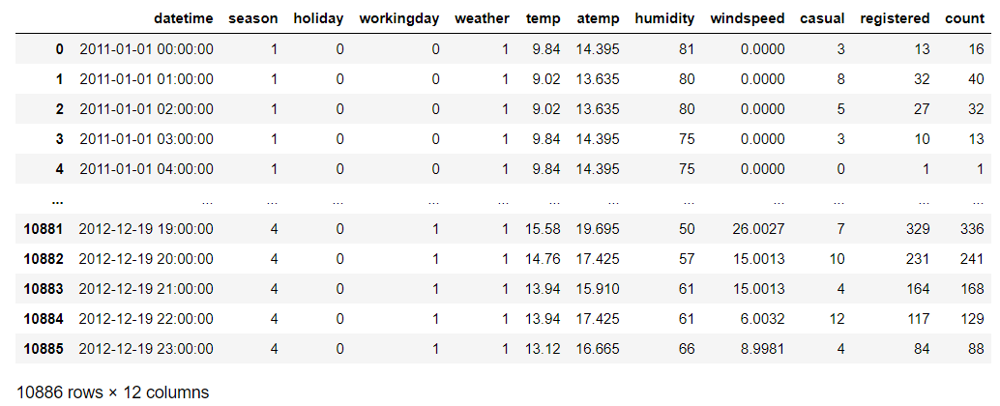 datetime season holiday workingday weather temp atemp humidity windspeed casual registered count
0 2011-01-01 00:00:00 1 0 0 1 9.84 14.395 81 0.0000 3 13 16
1 2011-01-01 01:00:00 1 0 0 1 9.02 13.635 80 0.0000 8 32 40
2 2011-01-01 02:00:00 1 0 0 1 9.02 13.635 80 0.0000 5 27 32
3 2011-01-01 03:00:00 1 0 0 1 9.84 14.395 75 0.0000 3 10 13
4 2011-01-01 04:00:00 1 0 0 1 9.84 14.395 75 0.0000 0 1 1
... ... ... ... ... ... ... ... ... ... ... ... ...
10881 2012-12-19 19:00:00 4 0 1 1 15.58 19.695 50 26.0027 7 329 336
10882 2012-12-19 20:00:00 4 0 1 1 14.76 17.425 57 15.0013 10 231 241
10883 2012-12-19 21:00:00 4 0 1 1 13.94 15.910 61 15.0013 4 164 168
10884 2012-12-19 22:00:00 4 0 1 1 13.94 17.425 61 6.0032 12 117 129
10885 2012-12-19 23:00:00 4 0 1 1 13.12 16.665 66 8.9981 4 84 88
10886 rows × 12 columns